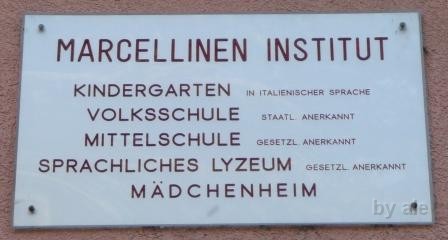 MARCELLINEN INSTITUT
KINDERGARTEN IN ITALIENISCHER SPRACHE
VOLKSSCHULE STAATL. ANERKANNT
MITTELSCHULE GESETZL. ANERKANNT
SPRACHLICHES LYZEUM GESETZL. ANERKANNT
MÄDCHENHEIM
by ale